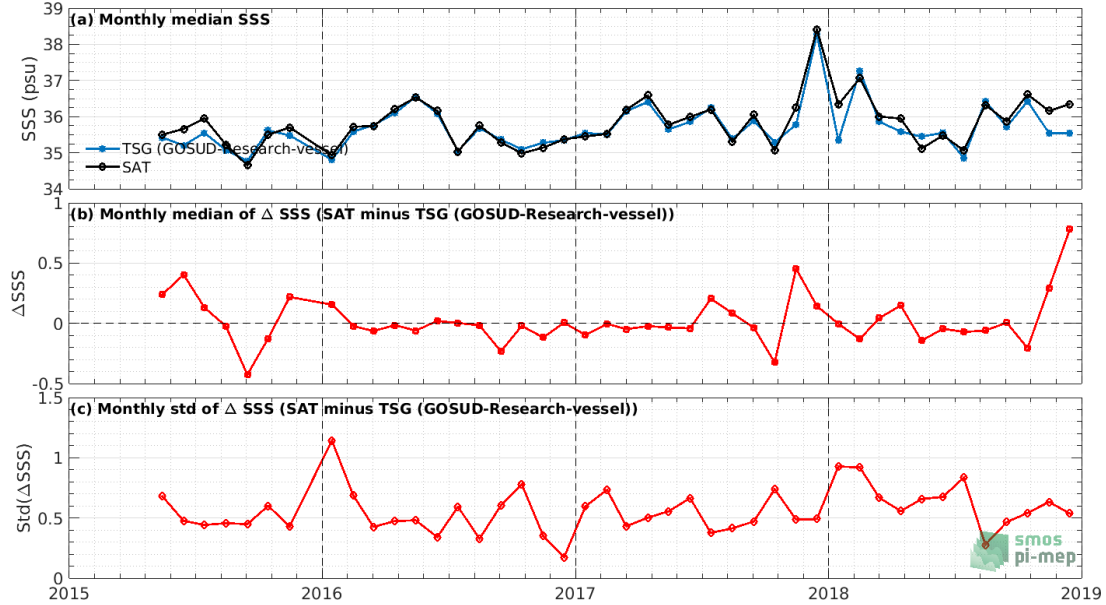 (a) Monthly median SSS
SSS (psu)
39
38
37
36
35
34
TSG (GOSUD-Research-vessel)
SAT
(b) Monthly median of Δ SSS (SAT minus TSG (GOSUD-Research-vessel))
ΔSSS
1
0.5
0
-0.5
(c) Monthly std of Δ SSS (SAT minus TSG (GOSUD-Research-vessel))
Std(ΔSSS)
1.5
1
0.5
0
smos
pi-mep
2015
2016
2017
2018
2019